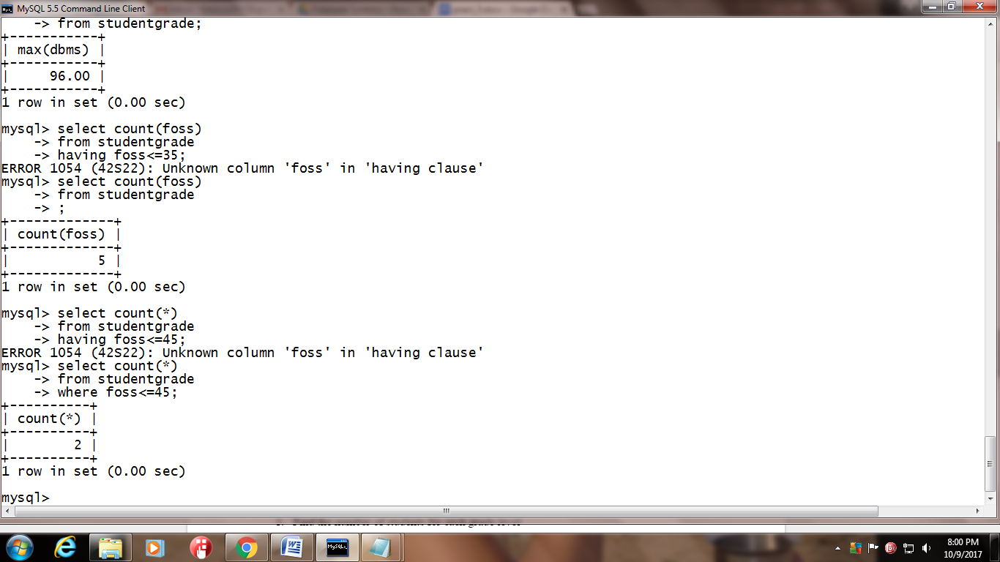 MySQL 5.5 Command Line Client
    -> from studentgrade;
+-----------+
| max(dbms) |
+-----------+
|     96.00 |
+-----------+
1 row in set (0.00 sec)
mysql> select count(foss)
    -> from studentgrade
    -> having foss<=35;
ERROR 1054 (42S22): Unknown column 'foss' in 'having clause'
mysql> select count(foss)
    -> from studentgrade
    -> ;
+-------------+
| count(foss) |
+-------------+
|           5 |
+-------------+
1 row in set (0.00 sec)
mysql> select count(*)
    -> from studentgrade
    -> having foss<=45;
ERROR 1054 (42S22): Unknown column 'foss' in 'having clause'
mysql> select count(*)
    -> from studentgrade
    -> where foss<=45;
+----------+
| count(*) |
+----------+
|        2 |
+----------+
1 row in set (0.00 sec)
mysql>
8:00 PM
10/9/2017